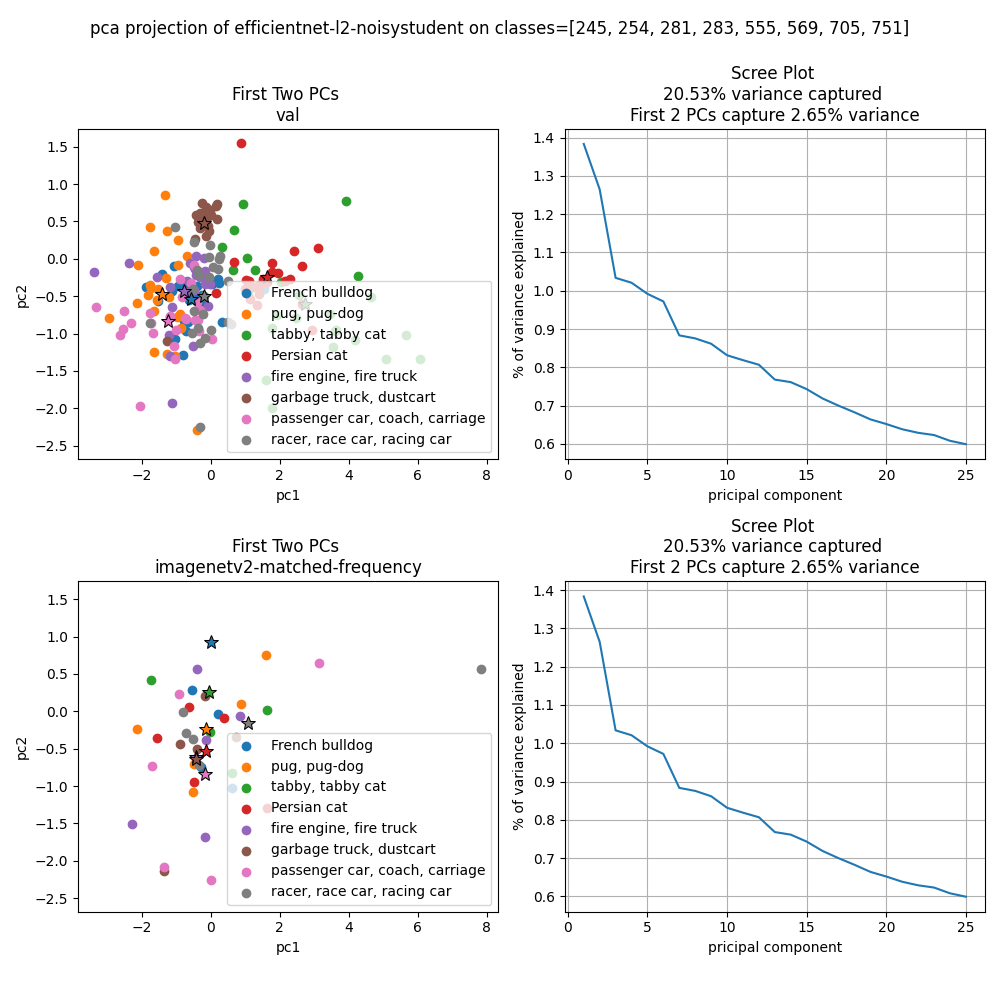 pca projection of efficientnet-l2-noisystudent on classes=[245, 254, 281, 283, 555, 569, 705, 751]
First Two PCs
val
1.5
1.0
0.5
0.0
−0.5
−1.0
−1.5
−2.0
−2.5
pc2
French bulldog
pug, pug-dog
tabby, tabby cat
Persian cat
fire engine, fire truck
garbage truck, dustcart
passenger car, coach, carriage
racer, race car, racing car
−2 0 2 4 6 8
pc1
Scree Plot
20.53% variance captured
First 2 PCs capture 2.65% variance
1.4
1.3
1.2
1.1
1.0
0.9
0.8
0.7
0.6
% of variance explained
0 5 10 15 20 25
pricipal component
First Two PCs
imagenetv2-matched-frequency
1.5
1.0
0.5
0.0
−0.5
−1.0
−1.5
−2.0
−2.5
pc2
French bulldog
pug, pug-dog
tabby, tabby cat
Persian cat
fire engine, fire truck
garbage truck, dustcart
passenger car, coach, carriage
racer, race car, racing car
−2 0 2 4 6 8
pc1
Scree Plot
20.53% variance captured
First 2 PCs capture 2.65% variance
1.4
1.3
1.2
1.1
1.0
0.9
0.8
0.7
0.6
% of variance explained
0 5 10 15 20 25
pricipal component